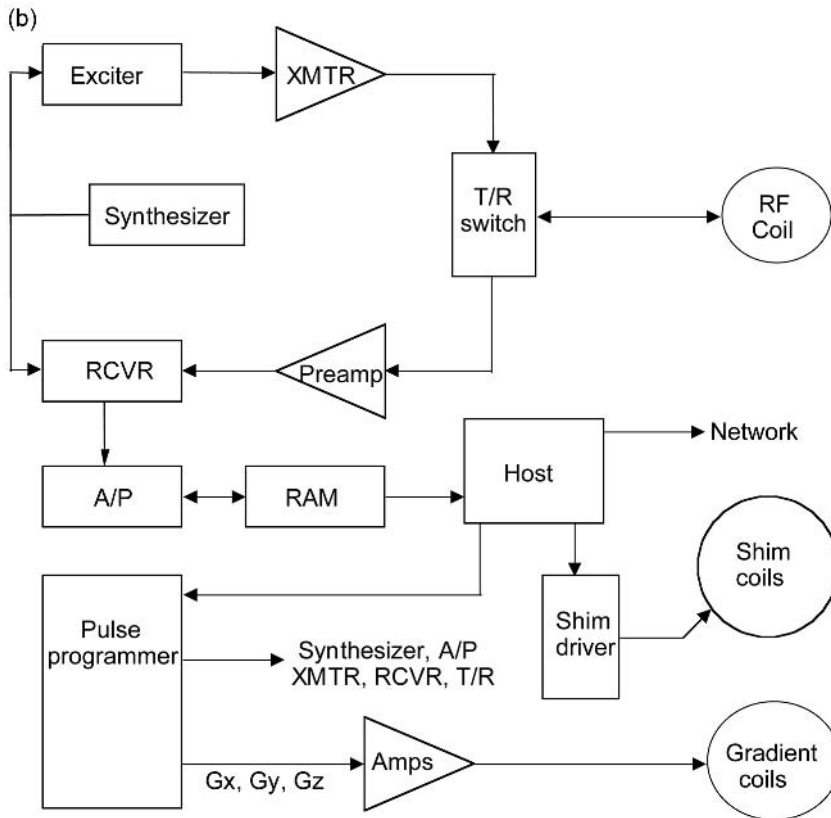 (b)
Exciter
XMTR
T/R
switch
RF
Coil
Synthesizer
RCVR
Preamp
Network
A/P
RAM
Host
Shim
coils
Pulse
programmer
Shim
driver
Synthesizer, A/P
XMTR, RCVR, T/R
Gx, Gy, Gz
Amps
Gradient
coils